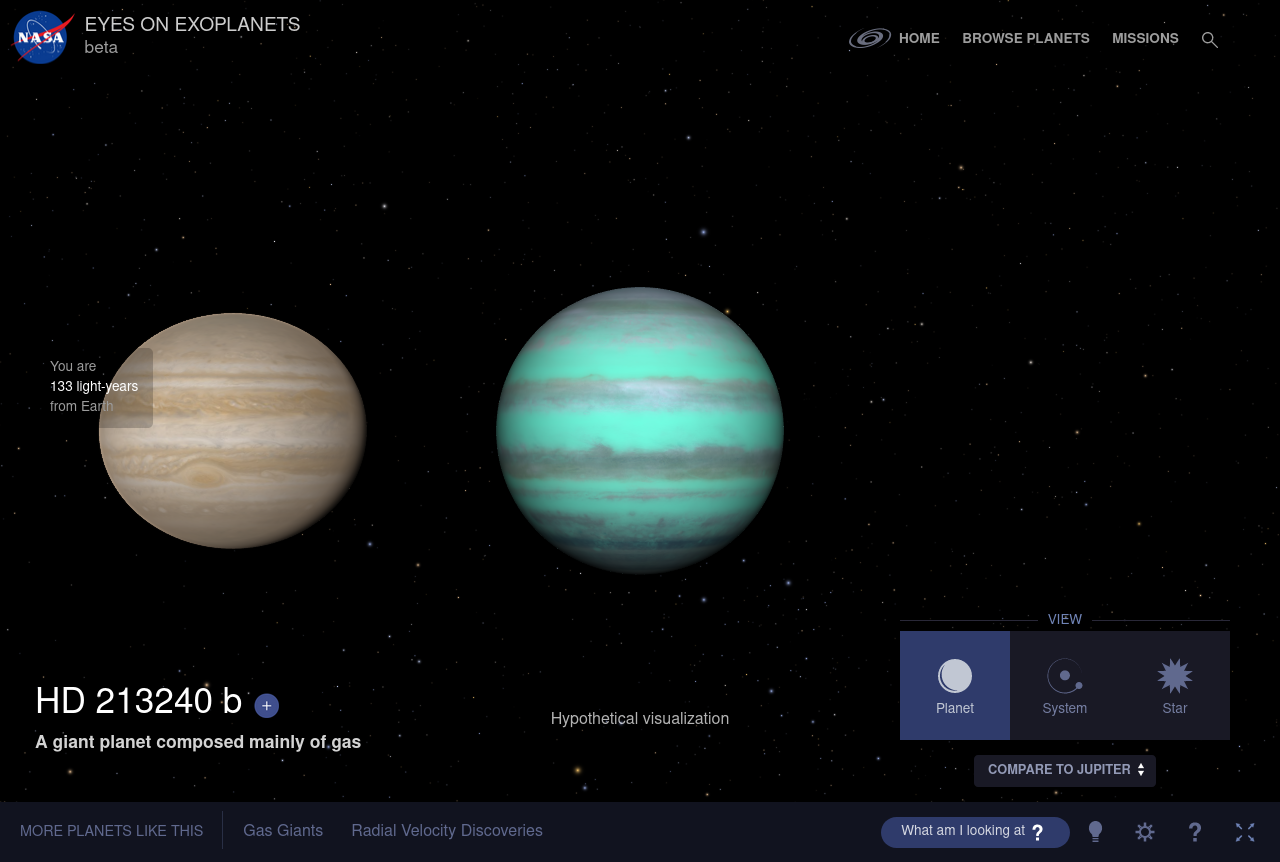 NASA
EYES ON EXOPLANETS
beta
HOME
BROWSE PLANETS
MISSIONS
You are
133 light-years
from Earth
HD 213240 b +
A giant planet composed mainly of gas
Hypothetical visualization
VIEW
Planet
System
Star
COMPARE TO JUPITER
MORE PLANETS LIKE THIS
Gas Giants
Radial Velocity Discoveries
What am I looking at ?
?